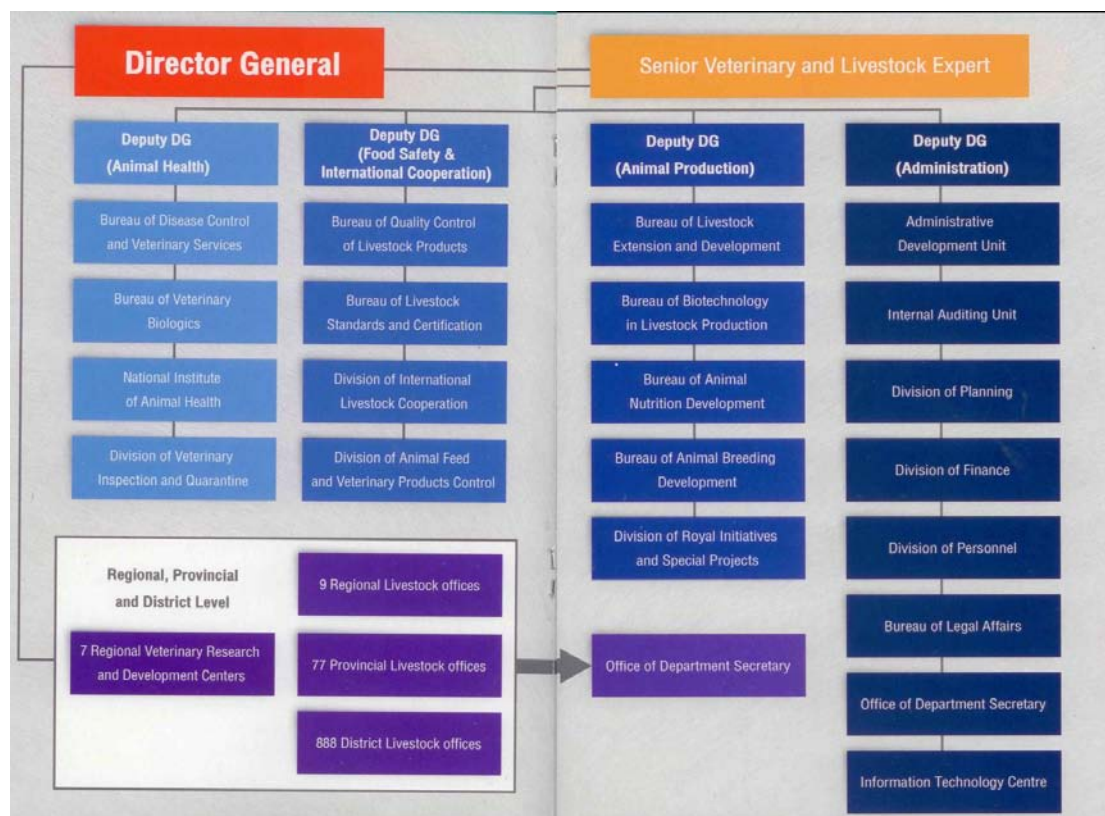 Director General
Senior Veterinary and Livestock Expert
Deputy DG
(Animal Health)
Bureau of Disease Control
and Veterinary Services
Bureau of Veterinary
Biologics
National Institute
of Animal Health
Division of Veterinary
Inspection and Quarantine
Deputy DG
(Food Safety &
International Cooperation)
Bureau of Quality Control
of Livestock Products
Bureau of Livestock
Standards and Certification
Division of International
Livestock Cooperation
Division of Animal Feed
and Veterinary Products Control
Deputy DG
(Animal Production)
Bureau of Livestock
Extension and Development
Bureau of Biotechnology
in Livestock Production
Bureau of Animal
Nutrition Development
Bureau of Animal Breeding
Development
Division of Royal Initiatives
and Special Projects
Deputy DG
(Administration)
Administrative
Development Unit
Internal Auditing Unit
Division of Planning
Division of Finance
Division of Personnel
Bureau of Legal Affairs
Office of Department Secretary
Information Technology Centre
Regional, Provincial
and District Level
7 Regional Veterinary Research
and Development Centers
9 Regional Livestock offices
77 Provincial Livestock offices
888 District Livestock offices
Office of Department Secretary